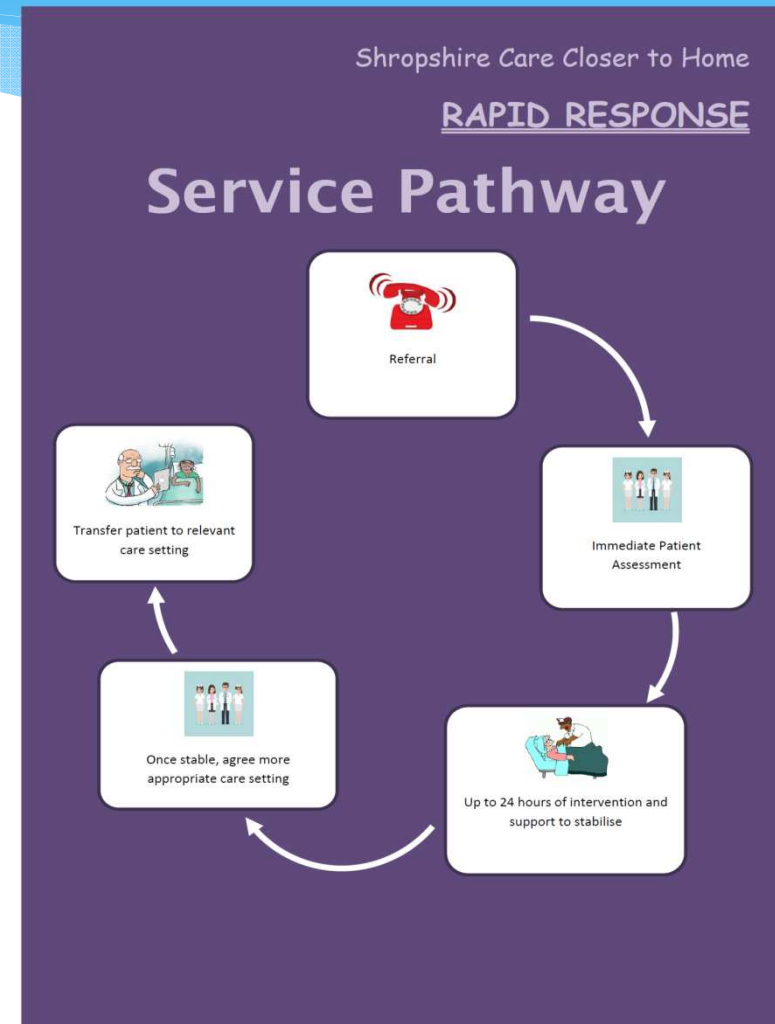 Shropshire Care Closer to Home
RAPID RESPONSE
Service Pathway
Referral
Immediate Patient
Assessment
Up to 24 hours of intervention and
support to stabilise
Once stable, agree more
appropriate care setting
Transfer patient to relevant
care setting